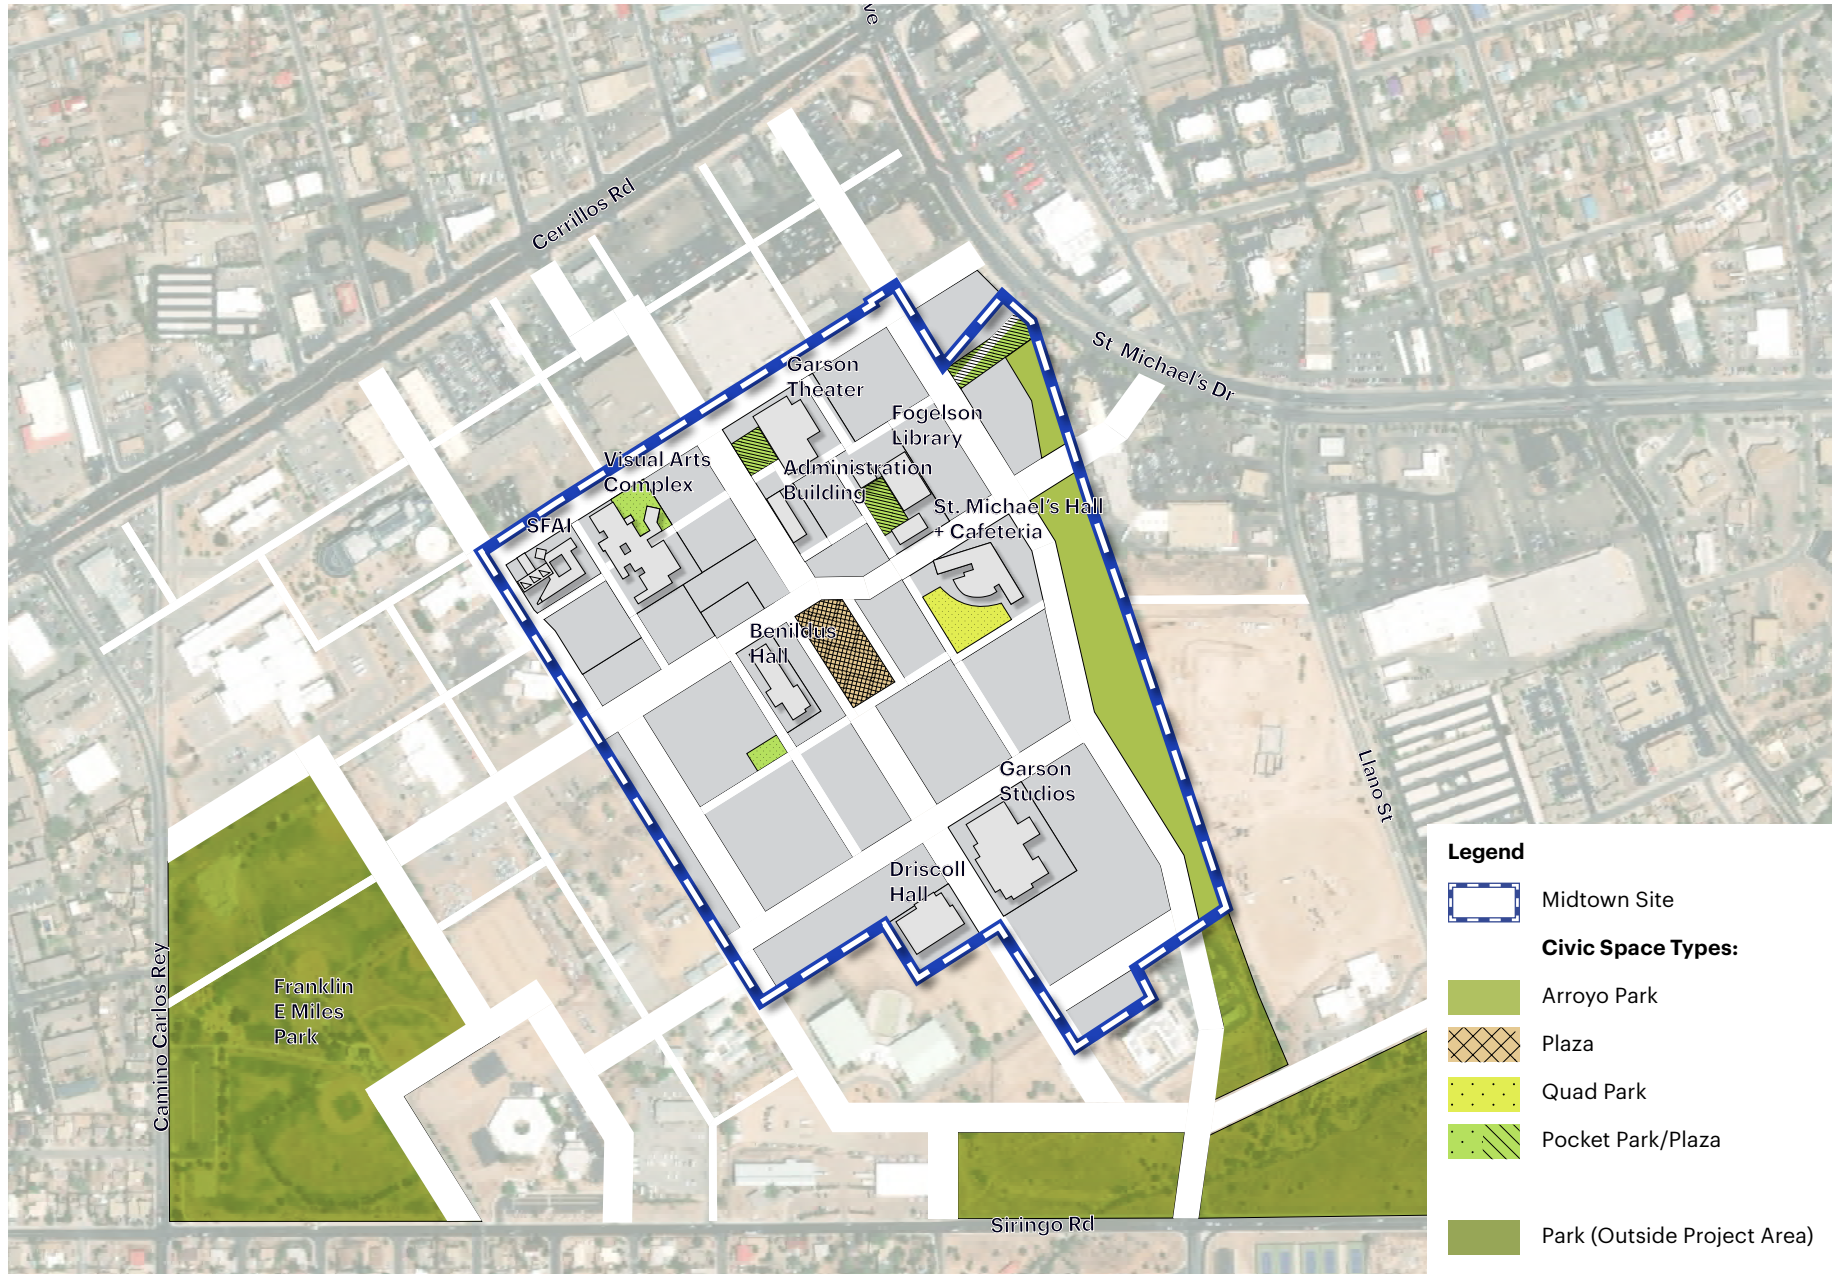 ve
Cerrillos Rd
St. Michael's Dr
Garson
Theater
Fogelson
Library
Visual Arts
Complex
Administration
Building
St. Michael's Hall
+ Cafeteria
SFAI
Benildus
Hall
Garson
Studios
Llano St
Driscoll
Hall
Camino Carlos Rey
Franklin
E Miles
Park
Siringo Rd
Legend
Midtown Site
Civic Space Types:
Arroyo Park
Plaza
Quad Park
Pocket Park/Plaza
Park (Outside Project Area)